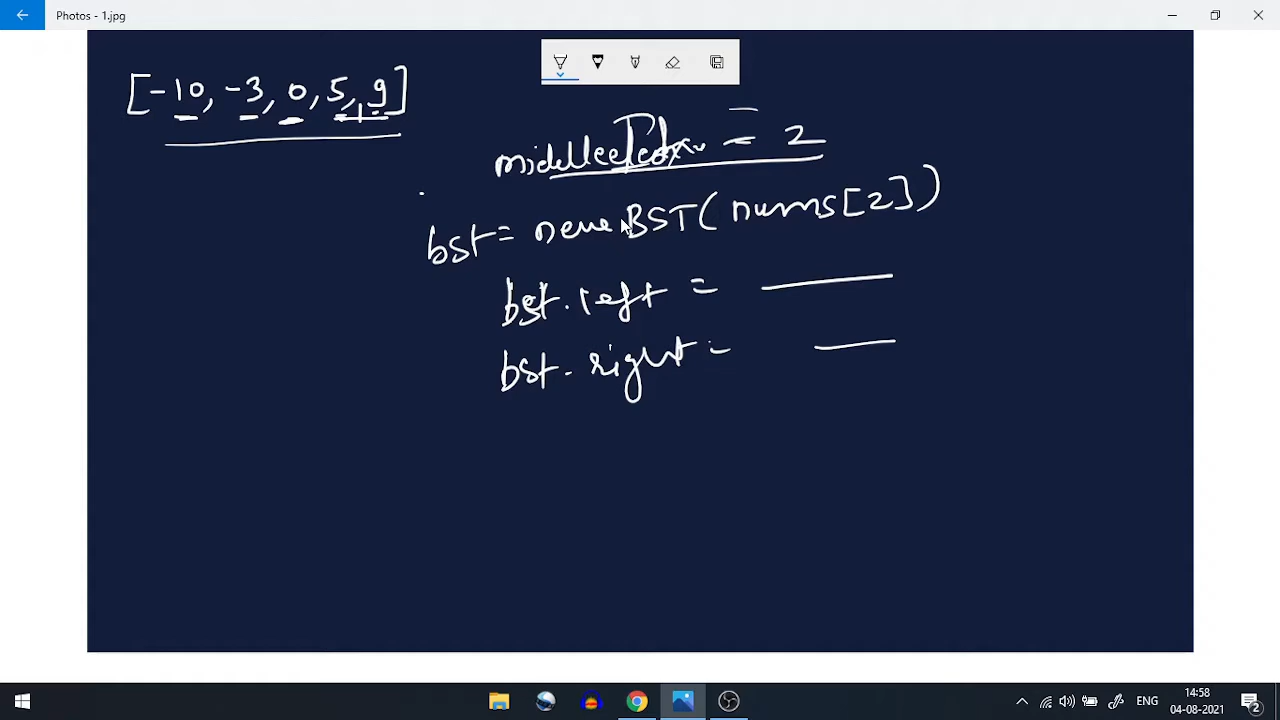 Photos - 1.jpg
[-10, -3, 0, 5, 9]
= 2
bst = new BST(nums[2])
bst.left =
bst.right =
ENG
14:58
04-08-2021
2